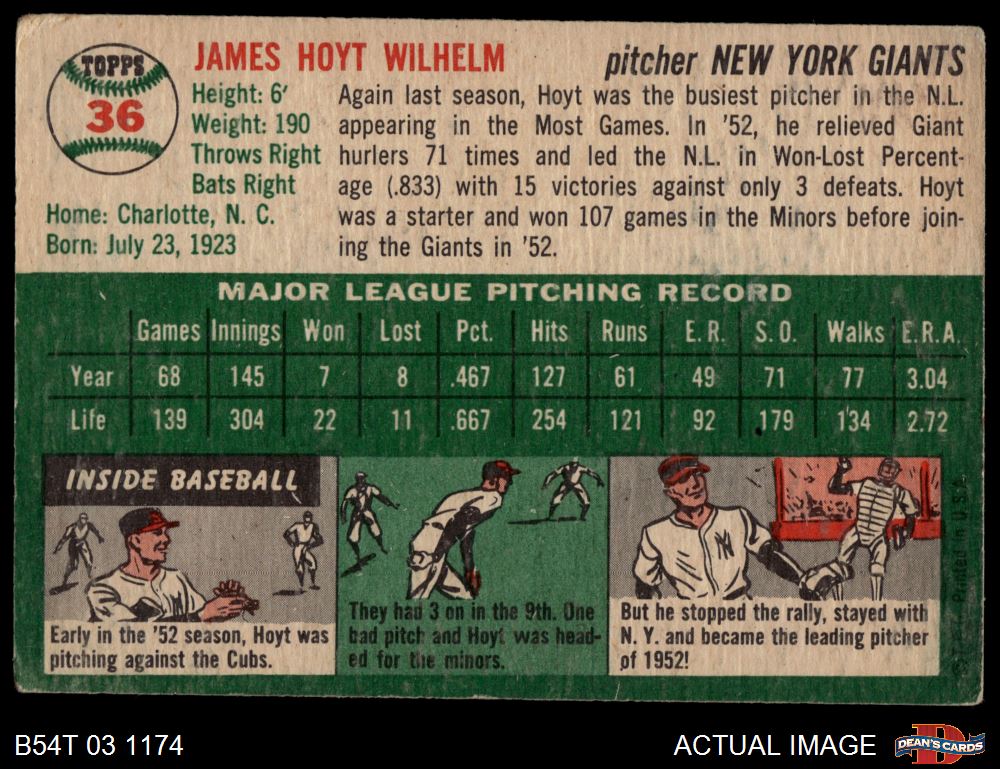 TOPPS
36
JAMES HOYT WILHELM
pitcher NEW YORK GIANTS
Height: 6'
Weight: 190
Throws Right
Bats Right
Home: Charlotte, N. C.
Born: July 23, 1923
Again last season, Hoyt was the busiest pitcher in the N.L.
appearing in the Most Games. In '52, he relieved Giant
hurlers 71 times and led the N.L. in Won-Lost Percent-
age (.833) with 15 victories against only 3 defeats. Hoyt
was a starter and won 107 games in the Minors before join-
ing the Giants in '52.
MAJOR LEAGUE PITCHING RECORD
Games Innings Won Lost Pct. Hits Runs E.R. S.O. Walks E.R.A.
Year 68 145 7 8 .467 127 61 49 71 77 3.04
Life 139 304 22 11 .667 254 121 92 179 134 2.72
INSIDE BASEBALL
Early in the '52 season, Hoyt was
pitching against the Cubs.
They had 3 on in the 9th. One
bad pitch and Hoyt was head-
ed for the minors.
NY
But he stopped the rally, stayed with
N. Y. and became the leading pitcher
of 1952!
Printed in U.S.A.
B54T 03 1174
ACTUAL IMAGE
DEAN'S CARDS